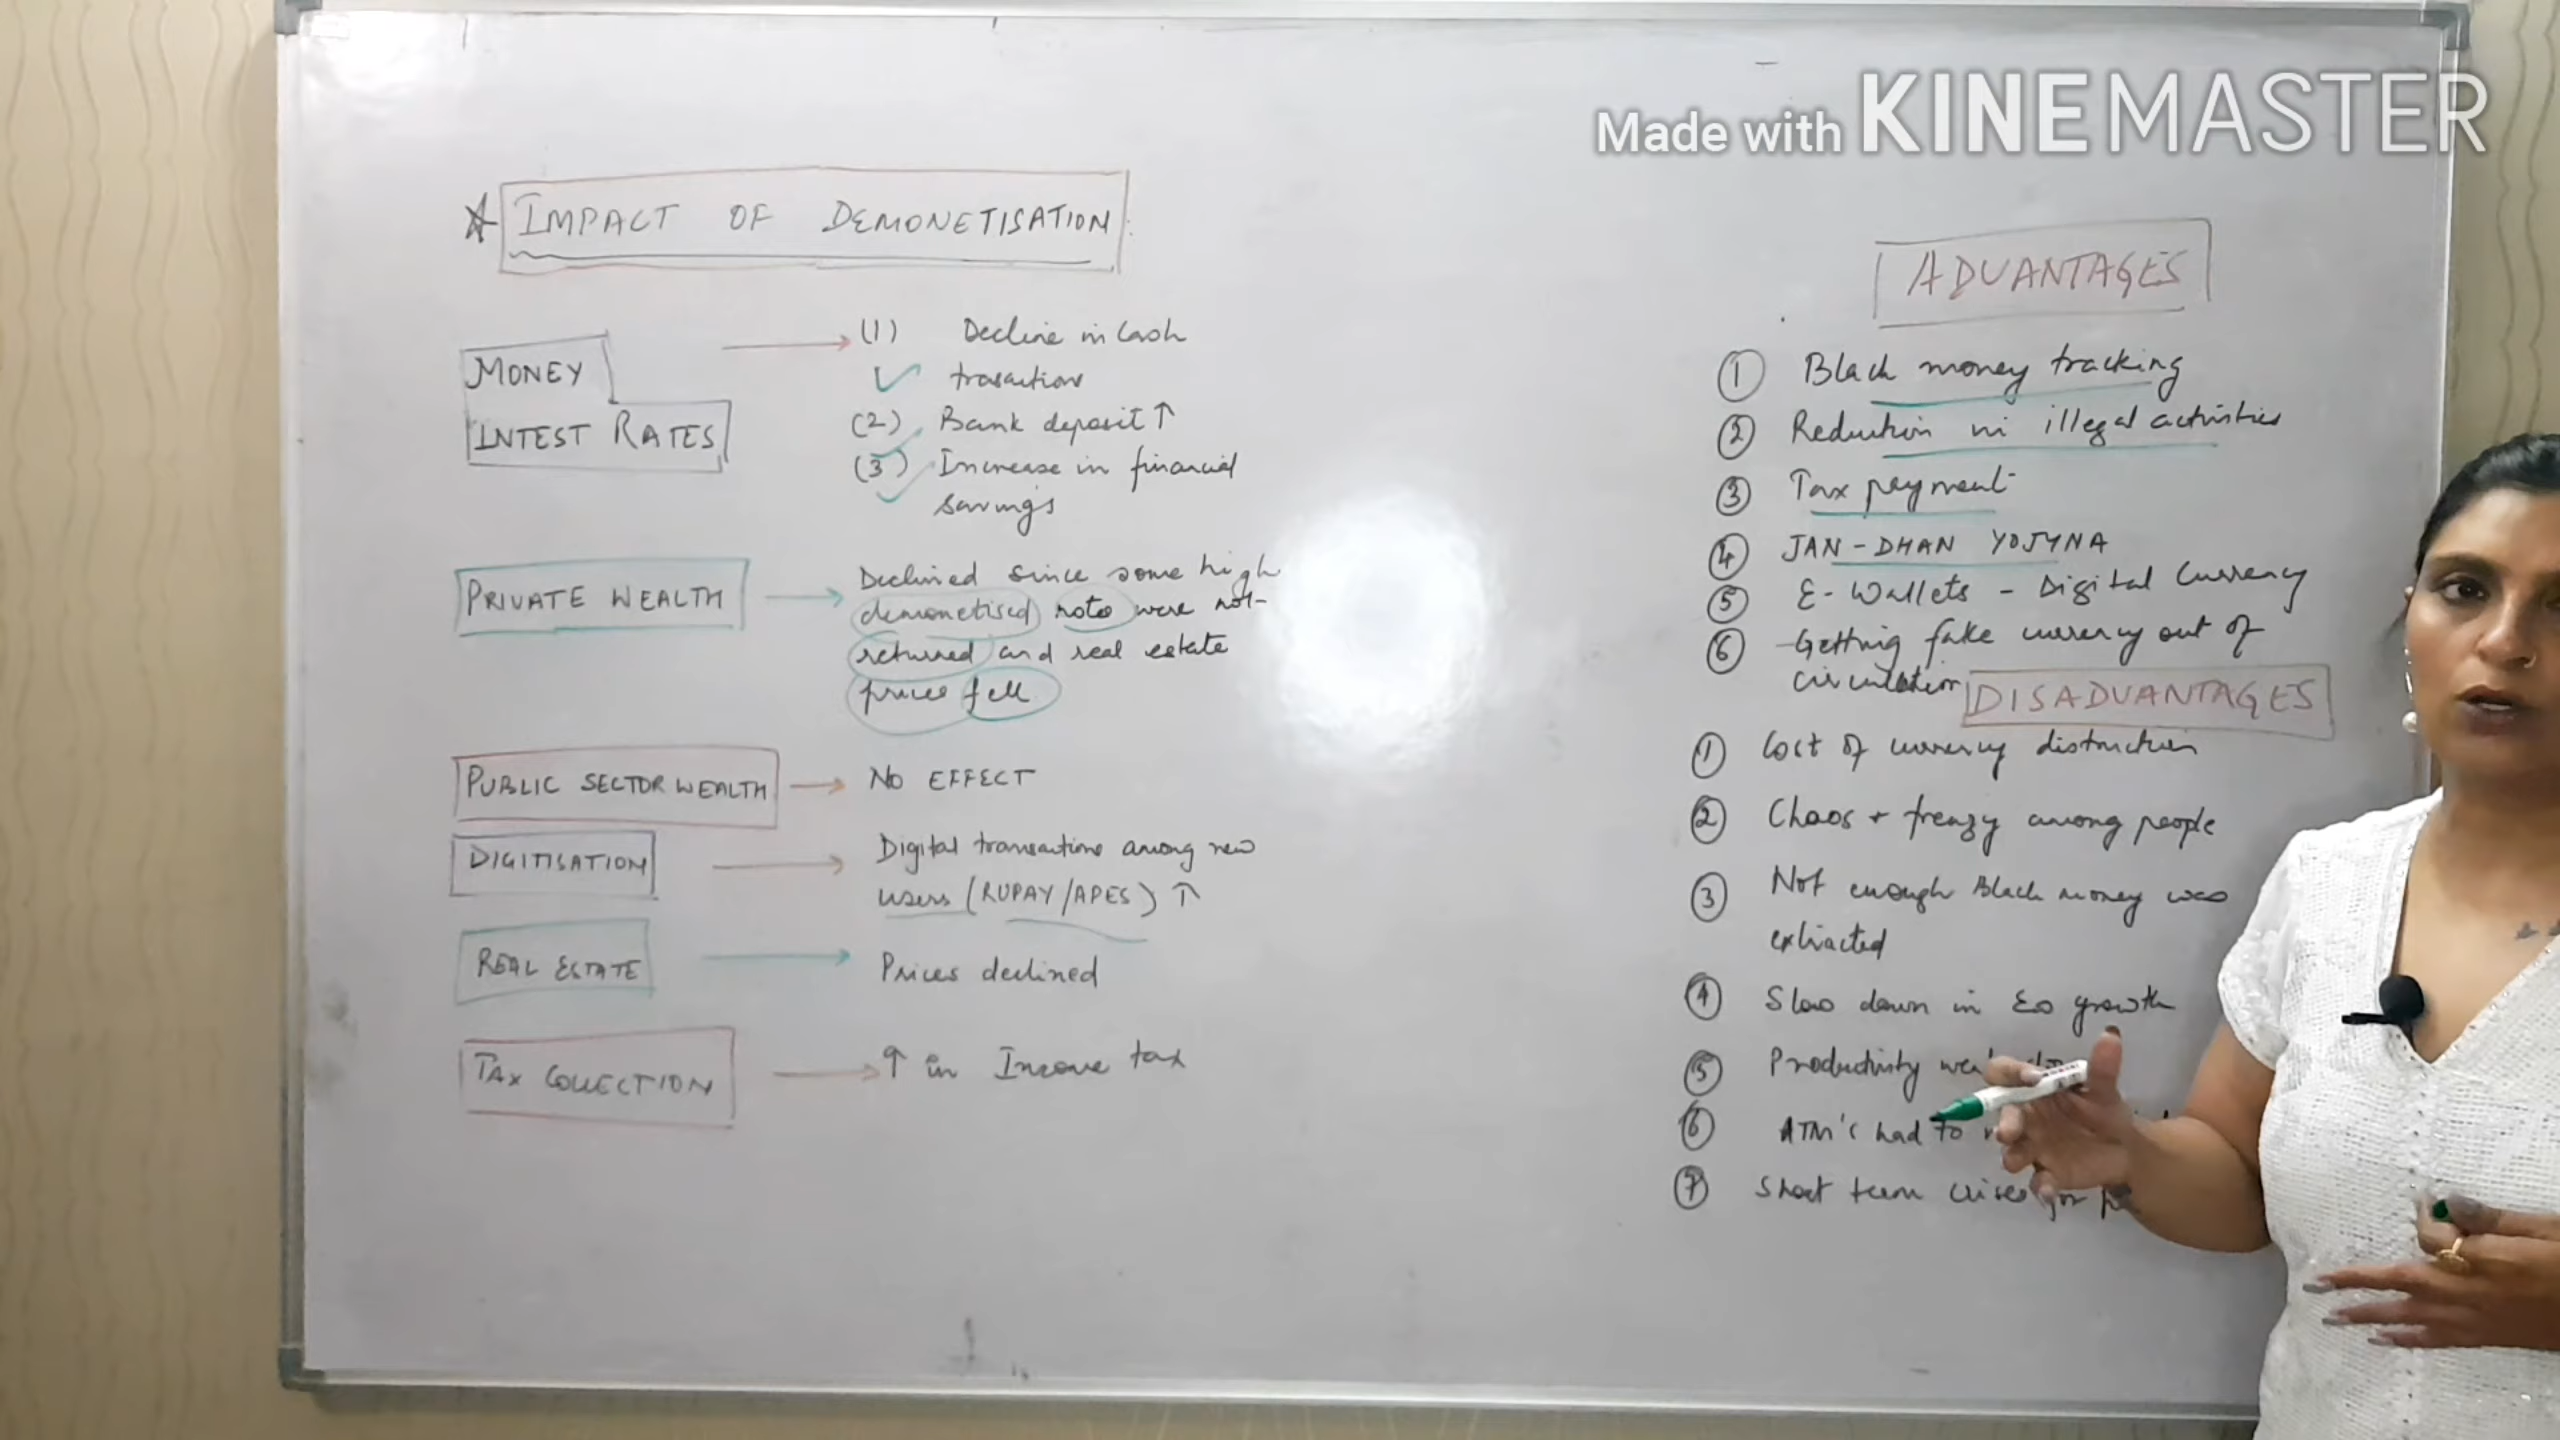 Made with KINEMASTER
IMPACT OF DEMONETISATION
MONEY
INTEST RATES
(1) Decline in Cash
trasactions
(2) Bank deposit ↑
(3) Increase in financial
savings
PRIVATE WEALTH → Declined since some high
demonetised notes were not
returned and real estate
prices fell
PUBLIC SECTOR WEALTH → NO EFFECT
DIGITISATION → Digital transactions among new
users (RUPAY/APES) ↑
REAL ESTATE → Prices declined
TAX COLLECTION → ↑ in Income tax
ADVANTAGES
1 Black money tracking
2 Reduction in illegal activities
3 Tax payment
4 JAN-DHAN YOJYNA
5 E-Wallets - Digital Currency
6 Getting fake currency out of
circulation
DISADVANTAGES
1 Cost of currency distruction
2 Chaos + frenzy among people
3 Not enough Black money was
extracted
4 Slow down in Eo growth
5 Productivity
6 ATM's had to
7 Short term crises for